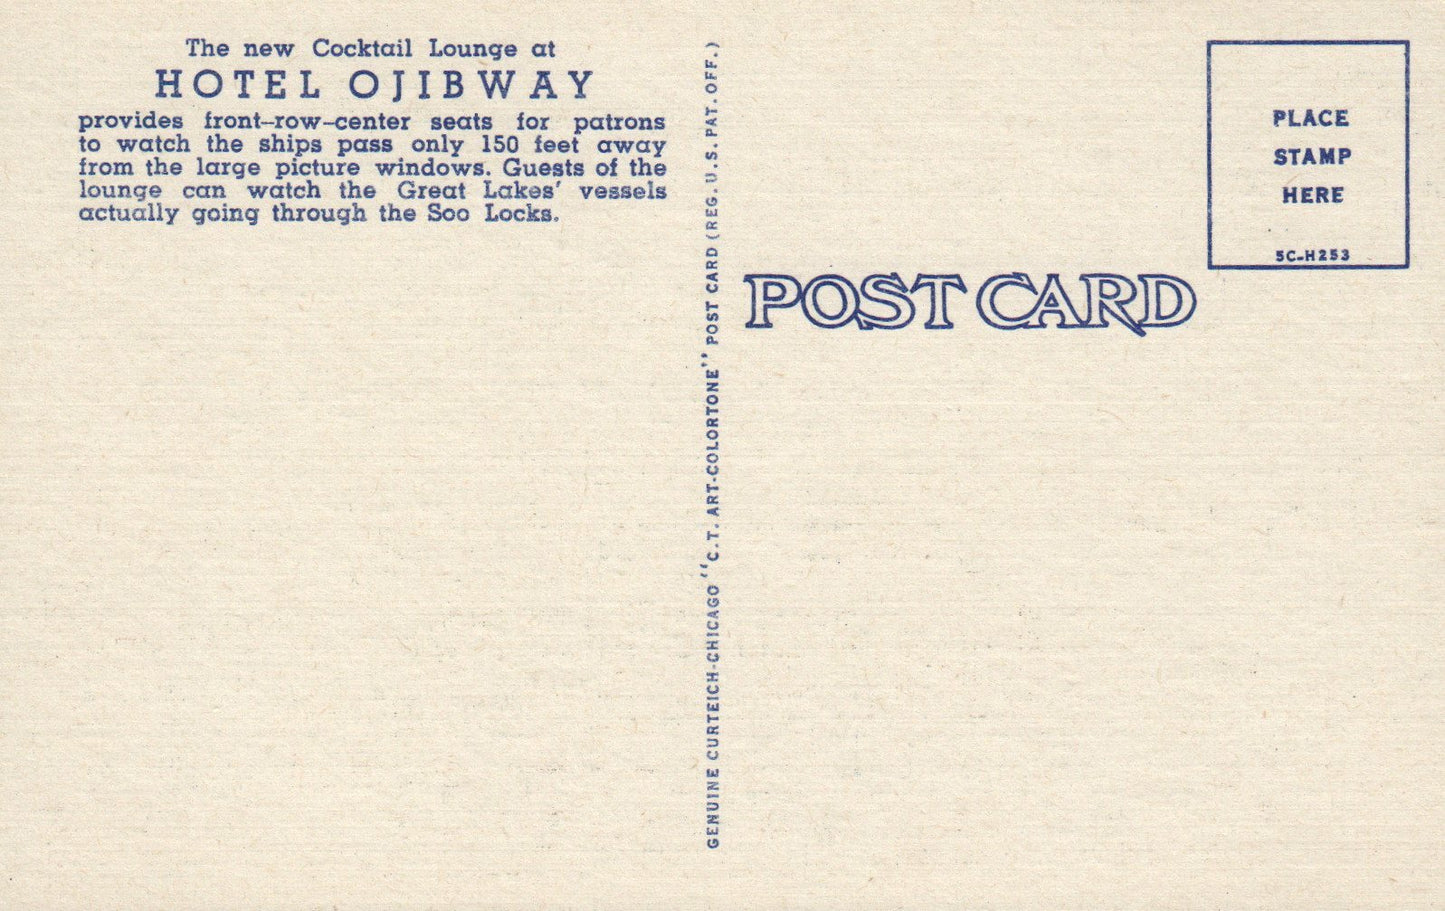 The new Cocktail Lounge at
HOTEL OJIBWAY
provides front-row-center seats for patrons
to watch the ships pass only 150 feet away
from the large picture windows. Guests of the
lounge can watch the Great Lakes' vessels
actually going through the Soo Locks.
GENUINE CURTEICH-CHICAGO "C.T. ART-COLORTONE" POST CARD (REG. U.S. PAT. OFF.)
PLACE
STAMP
HERE
5C-H253
POST CARD